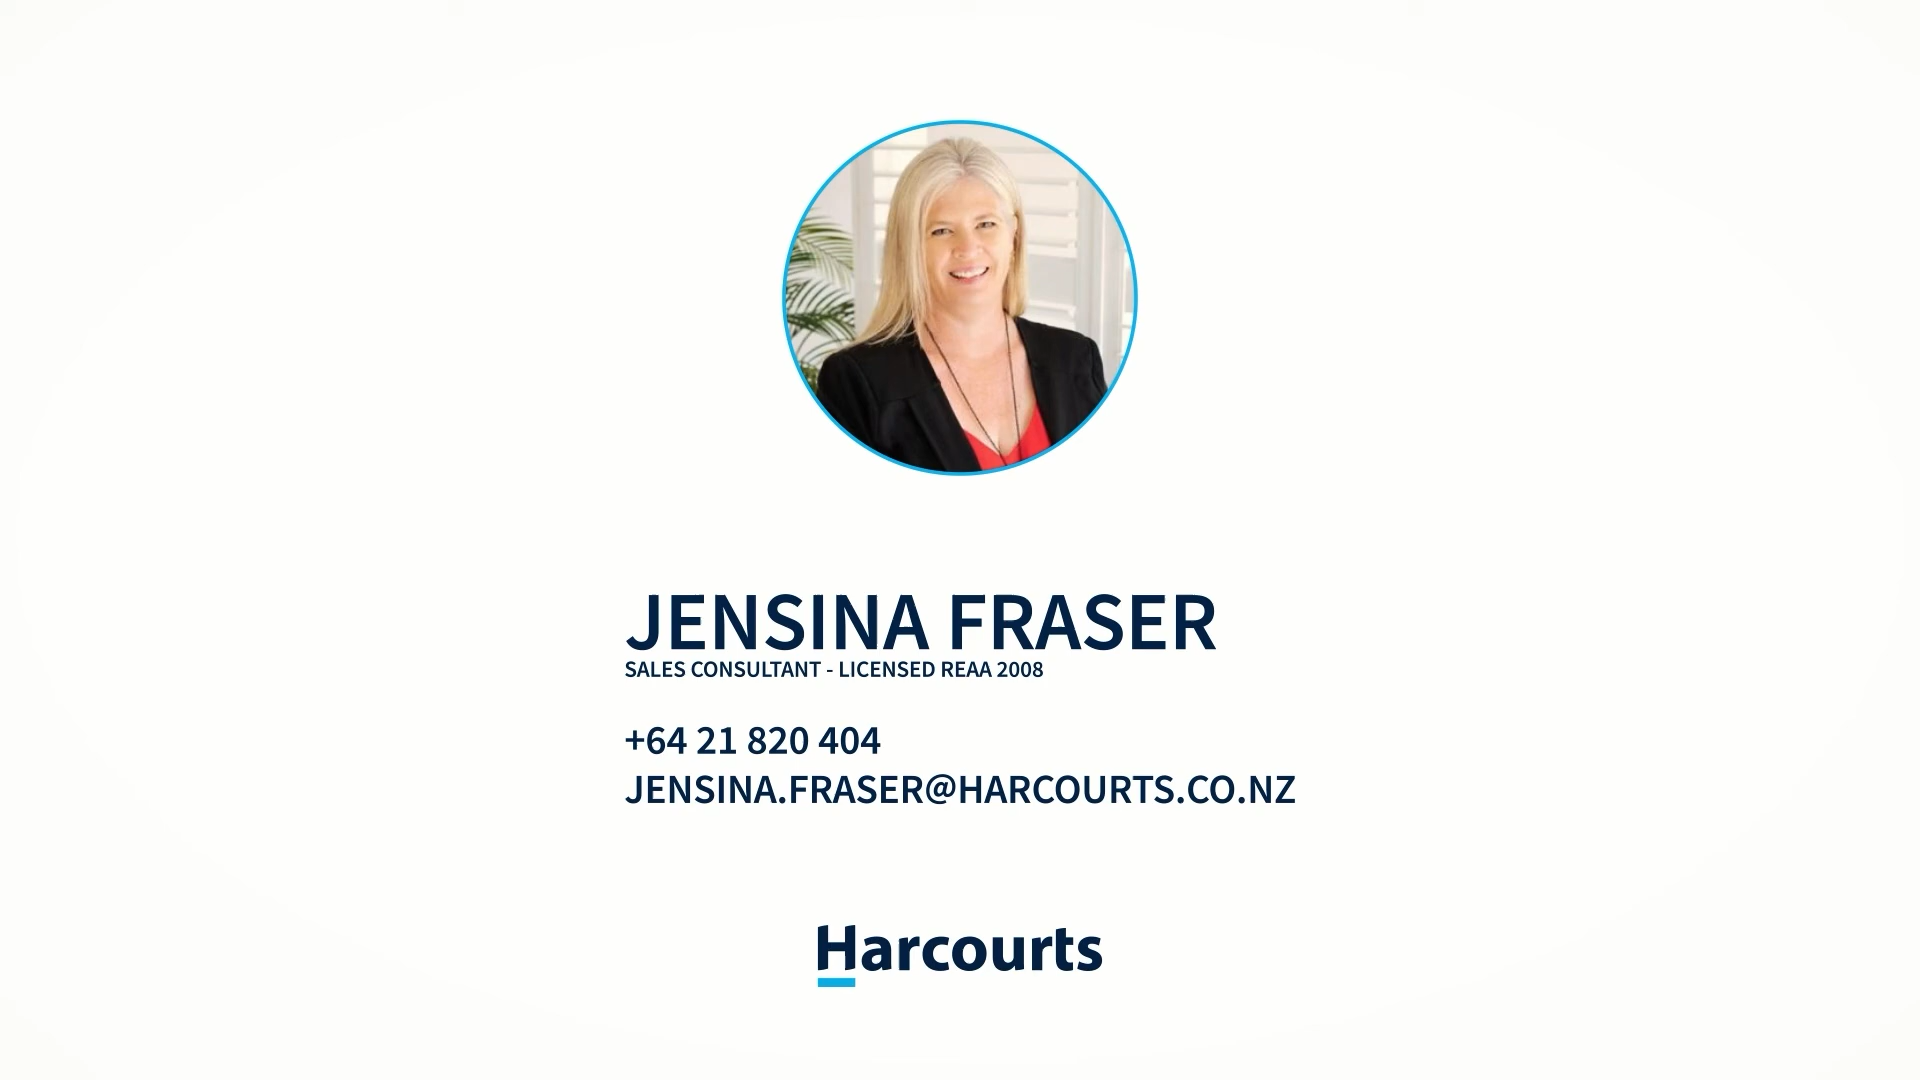 JENSINA FRASER
SALES CONSULTANT - LICENSED REAA 2008
+64 21 820 404
JENSINA.FRASER@HARCOURTS.CO.NZ
Harcourts